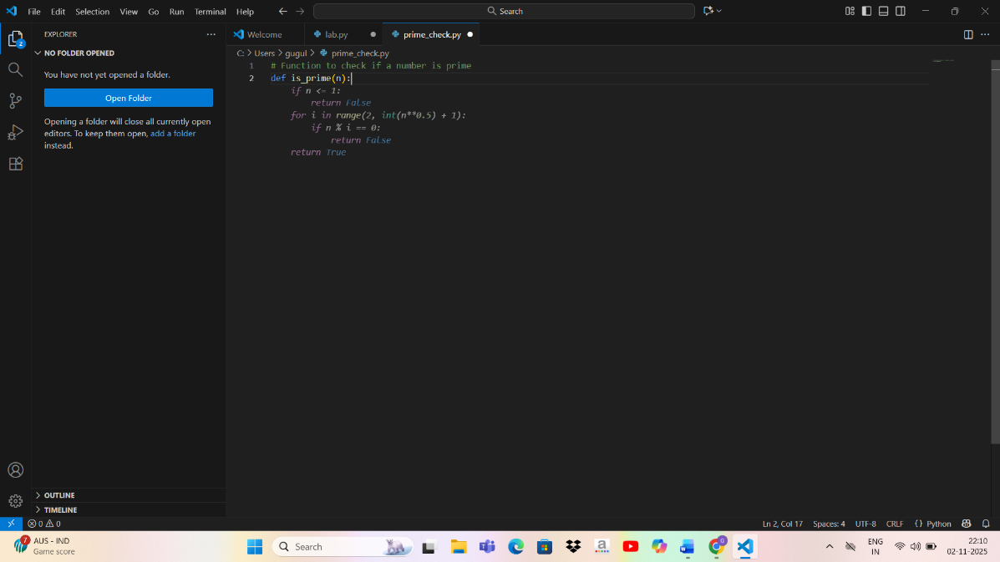 File Edit Selection View Go Run Terminal Help
Search
EXPLORER
Welcome
lab.py
prime_check.py
NO FOLDER OPENED
C: > Users > gugul > prime_check.py
You have not yet opened a folder.
Open Folder
Opening a folder will close all currently open
editors. To keep them open, add a folder
instead.
1 # Function to check if a number is prime
2 def is_prime(n):
if n <= 1:
return False
for i in range(2, int(n**0.5) + 1):
if n % i == 0:
return False
return True
2
OUTLINE
TIMELINE
0 0
Ln 2, Col 17 Spaces: 4 UTF-8 CRLF {} Python
7
AUS - IND
Game score
Search
a
G
ENG
IN
22:10
02-11-2025